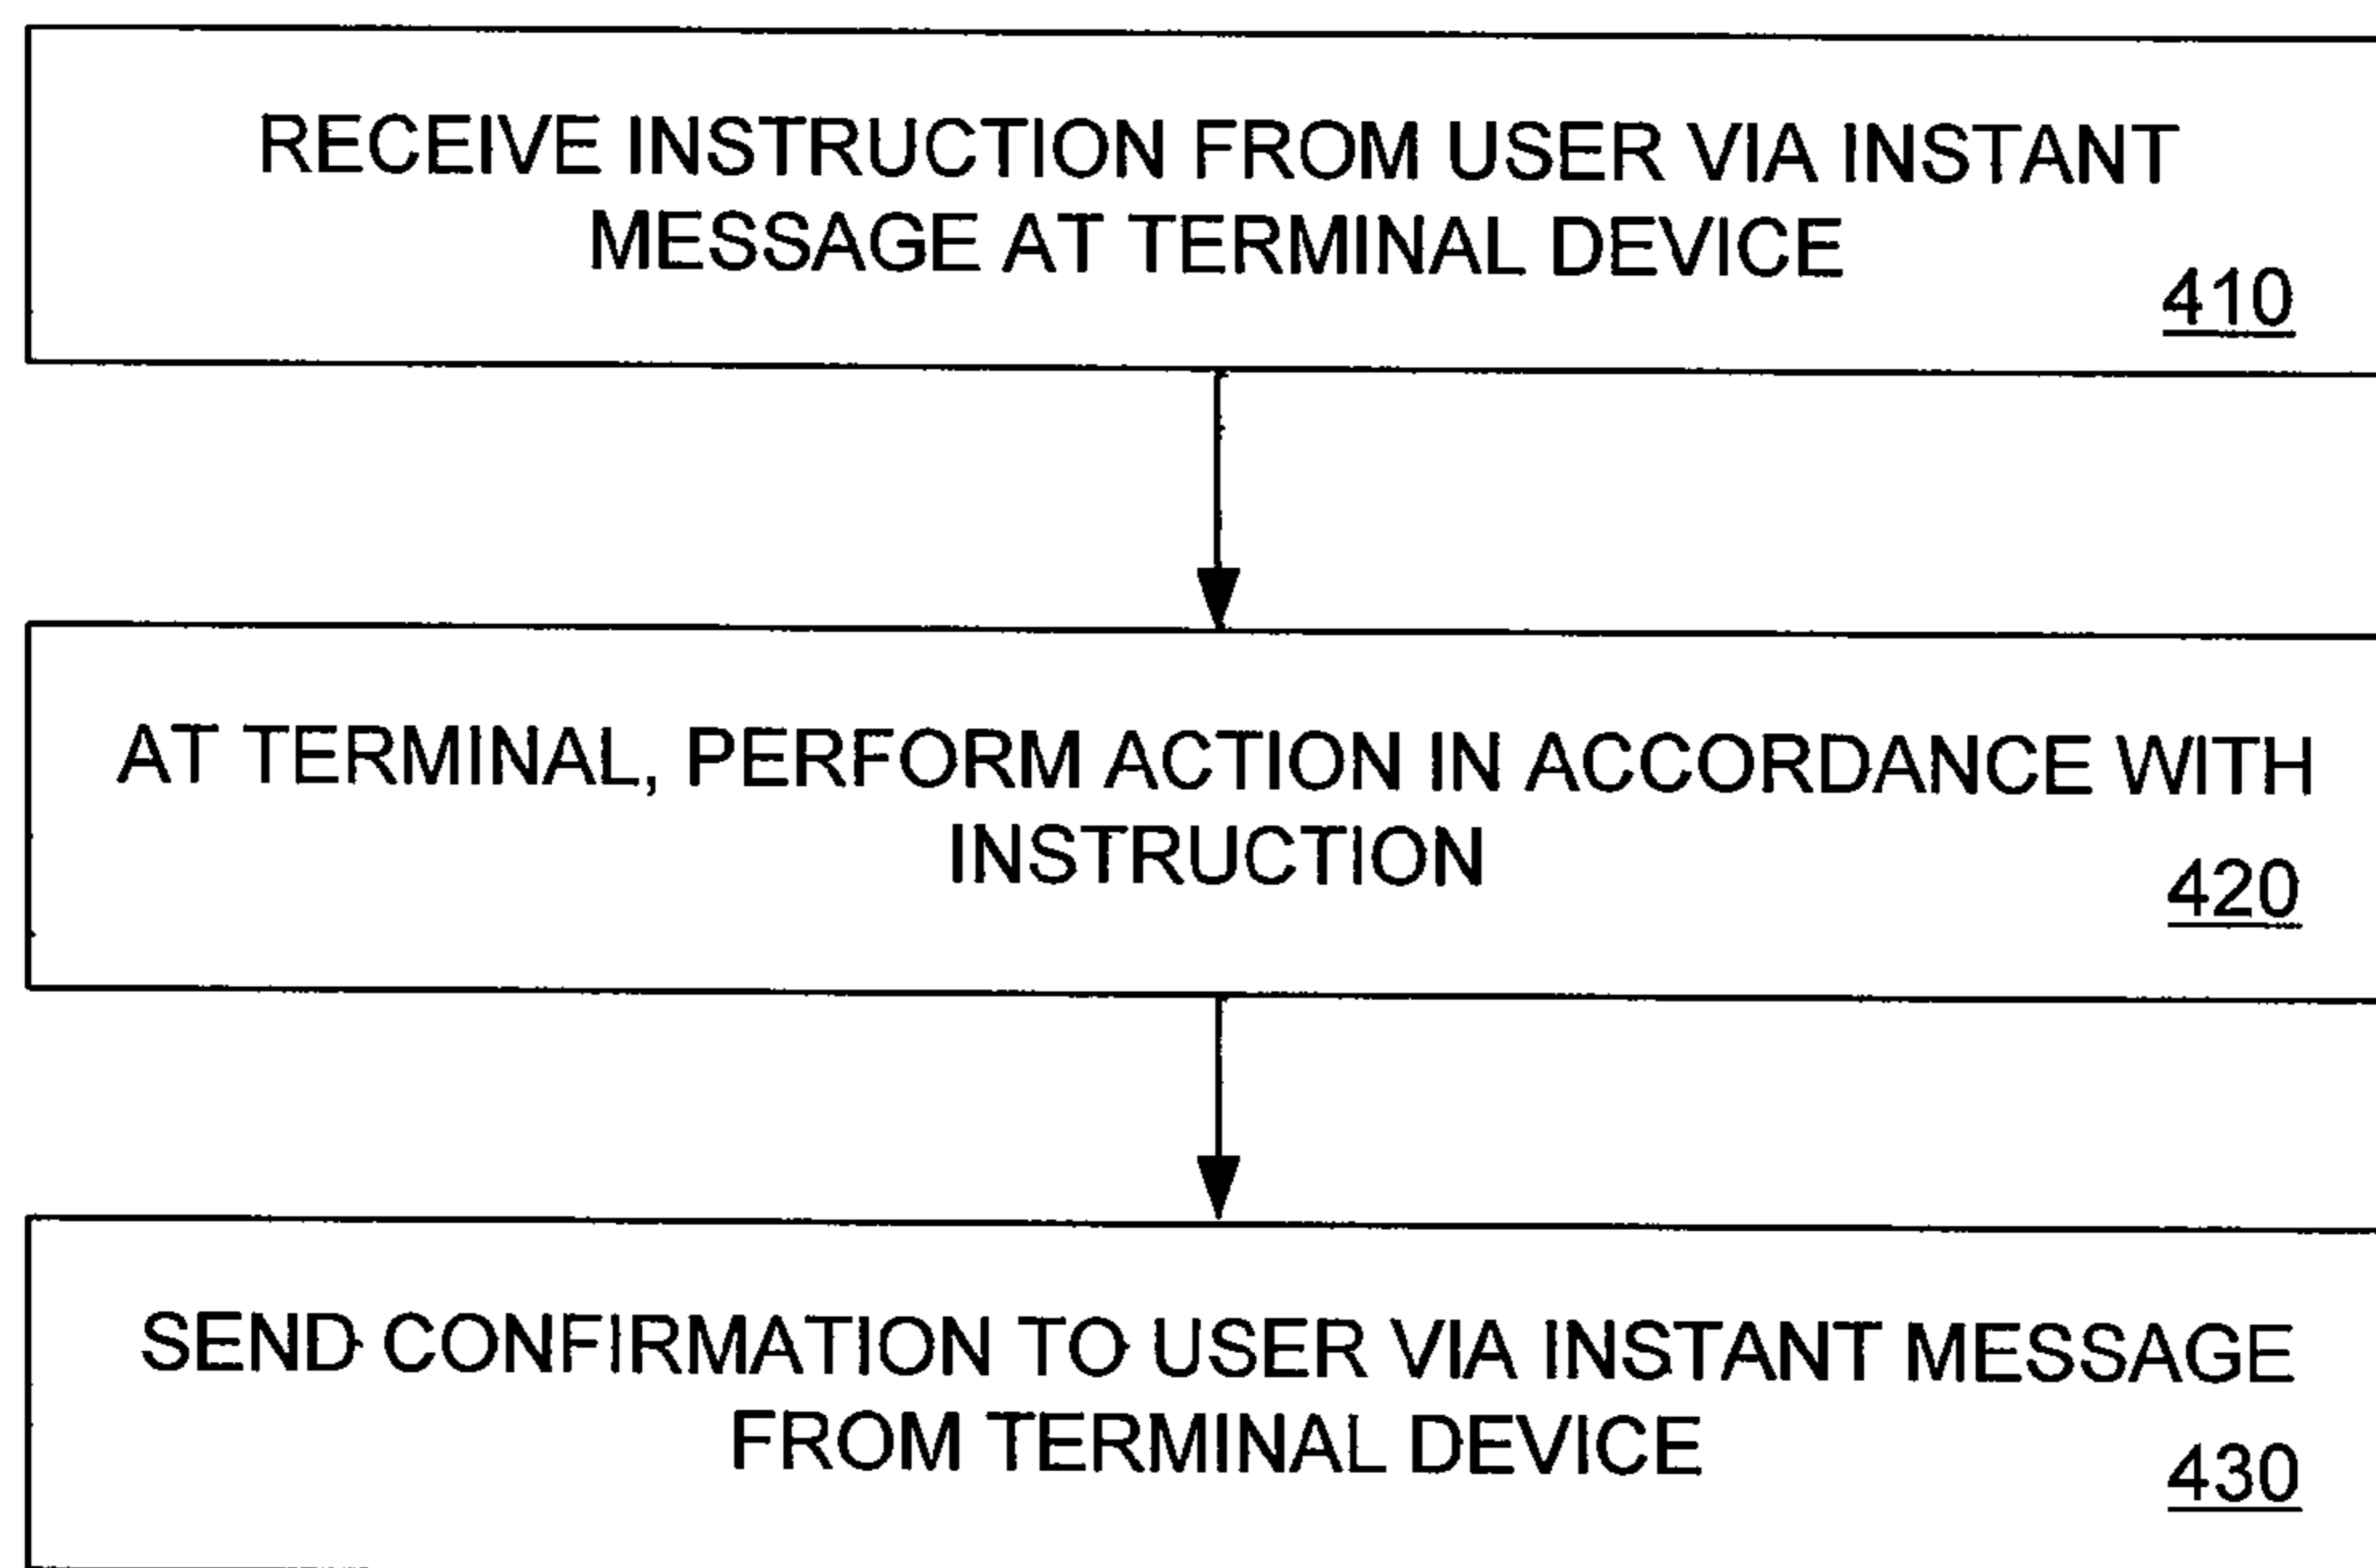 RECEIVE INSTRUCTION FROM USER VIA INSTANT
MESSAGE AT TERMINAL DEVICE
410
AT TERMINAL, PERFORM ACTION IN ACCORDANCE WITH
INSTRUCTION
420
SEND CONFIRMATION TO USER VIA INSTANT MESSAGE
FROM TERMINAL DEVICE
430